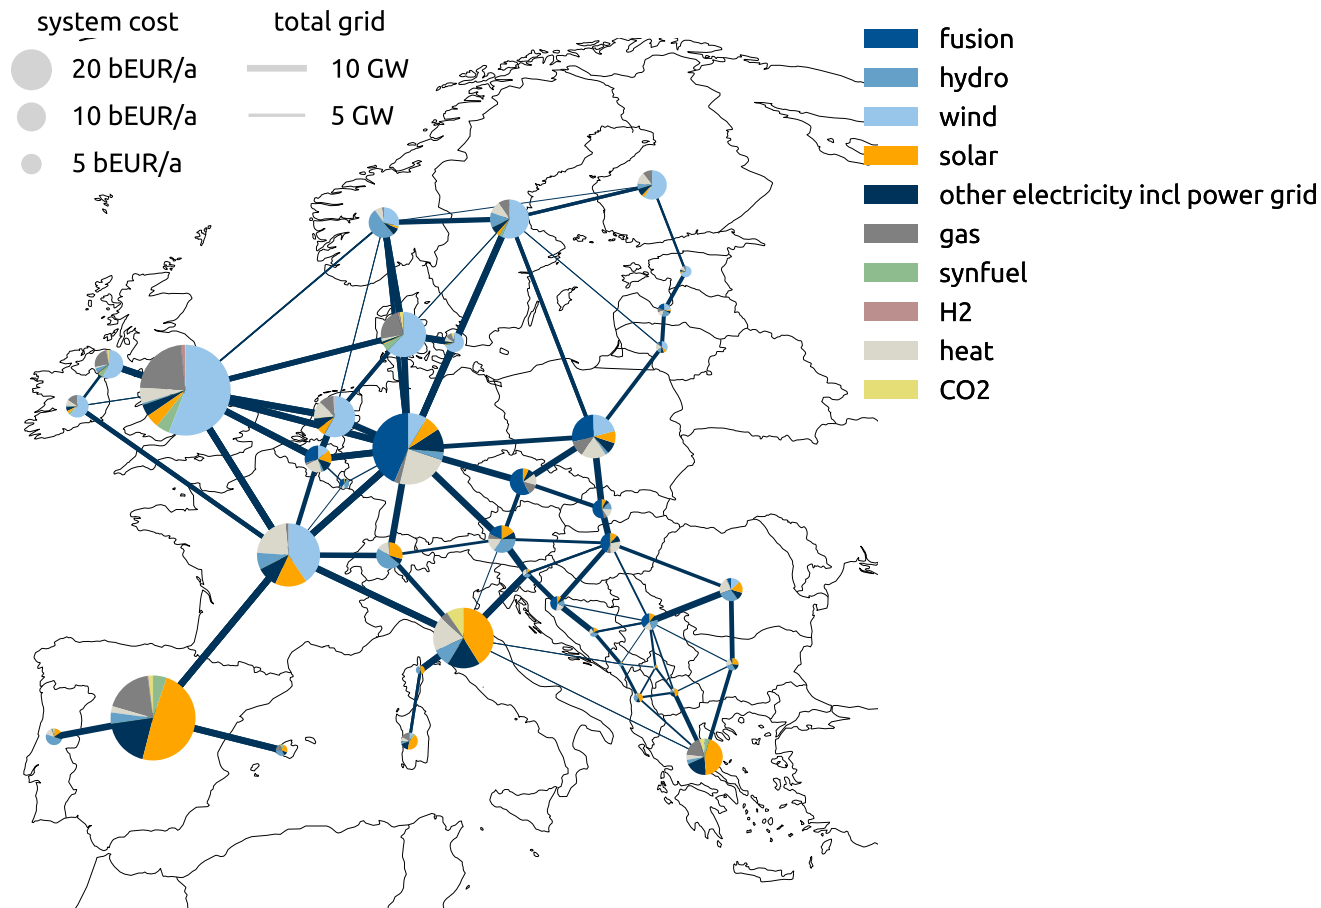 system cost
20 bEUR/a
10 bEUR/a
5 bEUR/a
total grid
10 GW
5 GW
fusion
hydro
wind
solar
other electricity incl power grid
gas
synfuel
H2
heat
CO2